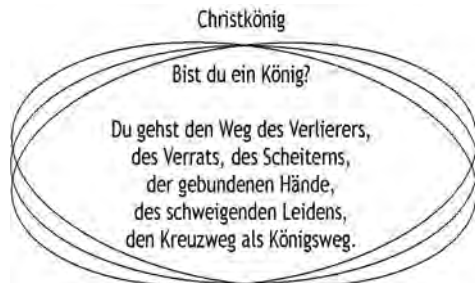 Christkönig
Bist du ein König?
Du gehst den Weg des Verlierers,
des Verrats, des Scheiterns,
der gebundenen Hände,
des schweigenden Leidens,
den Kreuzweg als Königsweg.